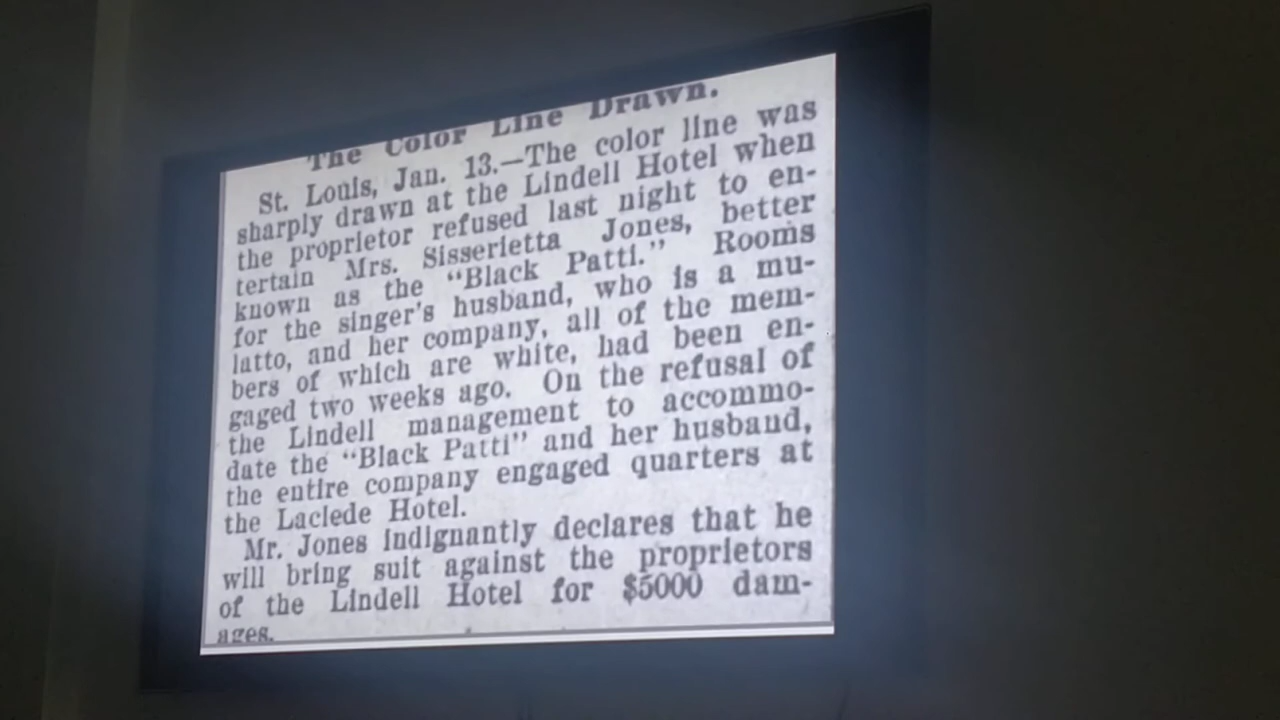 The Color Line Drawn.
St. Louis, Jan. 13.—The color line was
sharply drawn at the Lindell Hotel when
the proprietor refused last night to en-
tertain Mrs. Sisserietta Jones, better
known as the "Black Patti." Rooms
for the singer's husband, who is a mu-
latto, and her company, all of the mem-
bers of which are white, had been en-
gaged two weeks ago. On the refusal of
the Lindell management to accommo-
date the "Black Patti" and her husband,
the entire company engaged quarters at
the Laclede Hotel.
Mr. Jones indignantly declares that he
will bring suit against the proprietors
of the Lindell Hotel for $5000 dam-
ages.